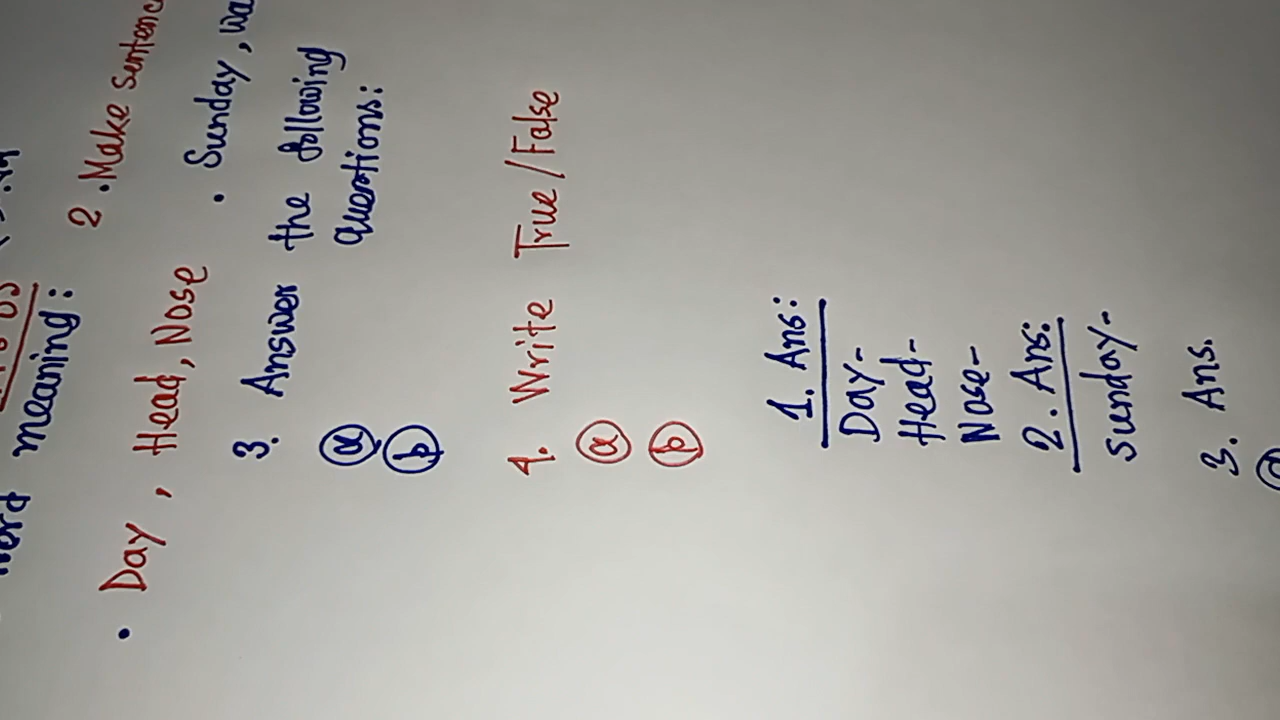 Word meaning:
• Day, Head, Nose
2. Make
• Sunday,
3. Answer the following
questions:
(a)
(b)
4. Write True/False
(a)
(b)
1. Ans:
Day-
Head-
Nose-
2. Ans:
Sunday-
3. Ans.
(a)